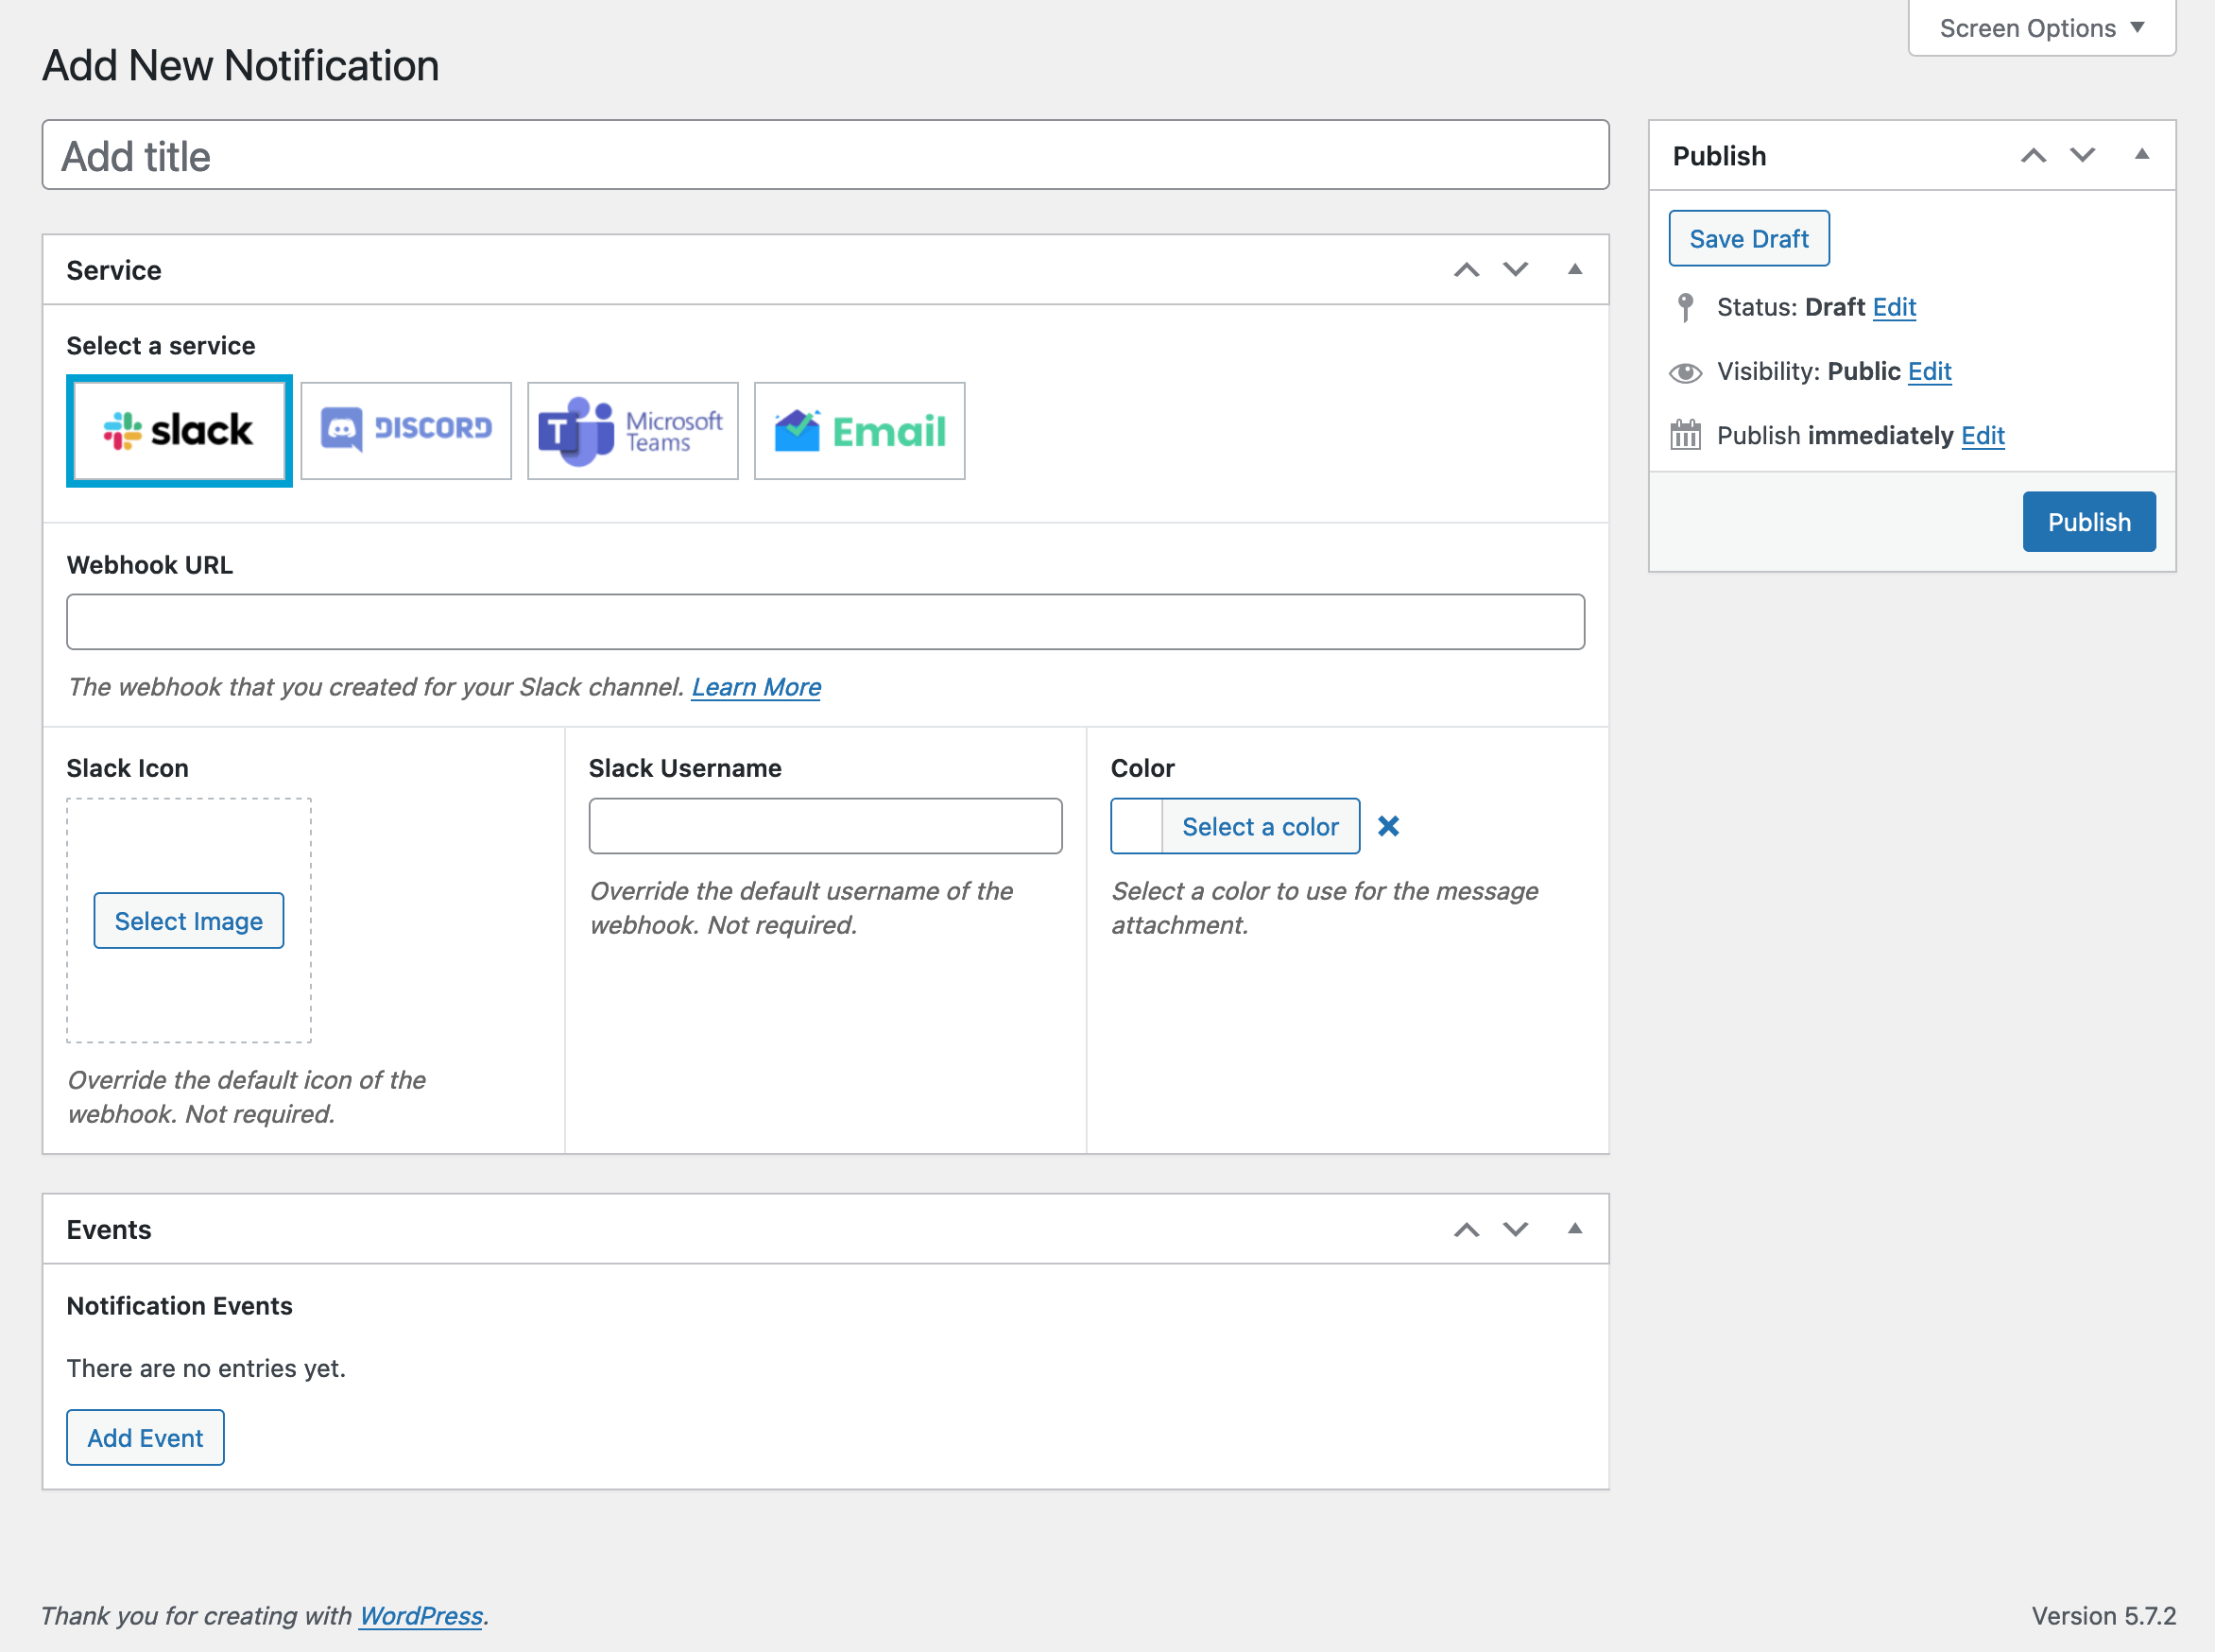 Screen Options
Add New Notification
Add title
Publish
Save Draft
Status: Draft Edit
Visibility: Public Edit
Publish immediately Edit
Publish
Service
Select a service
slack
DISCORD
T
Microsoft
Teams
Email
Webhook URL
The webhook that you created for your Slack channel. Learn More
Slack Icon
Select Image
Override the default icon of the
webhook. Not required.
Slack Username
Override the default username of the
webhook. Not required.
Color
Select a color
Select a color to use for the message
attachment.
Events
Notification Events
There are no entries yet.
Add Event
Thank you for creating with WordPress.
Version 5.7.2